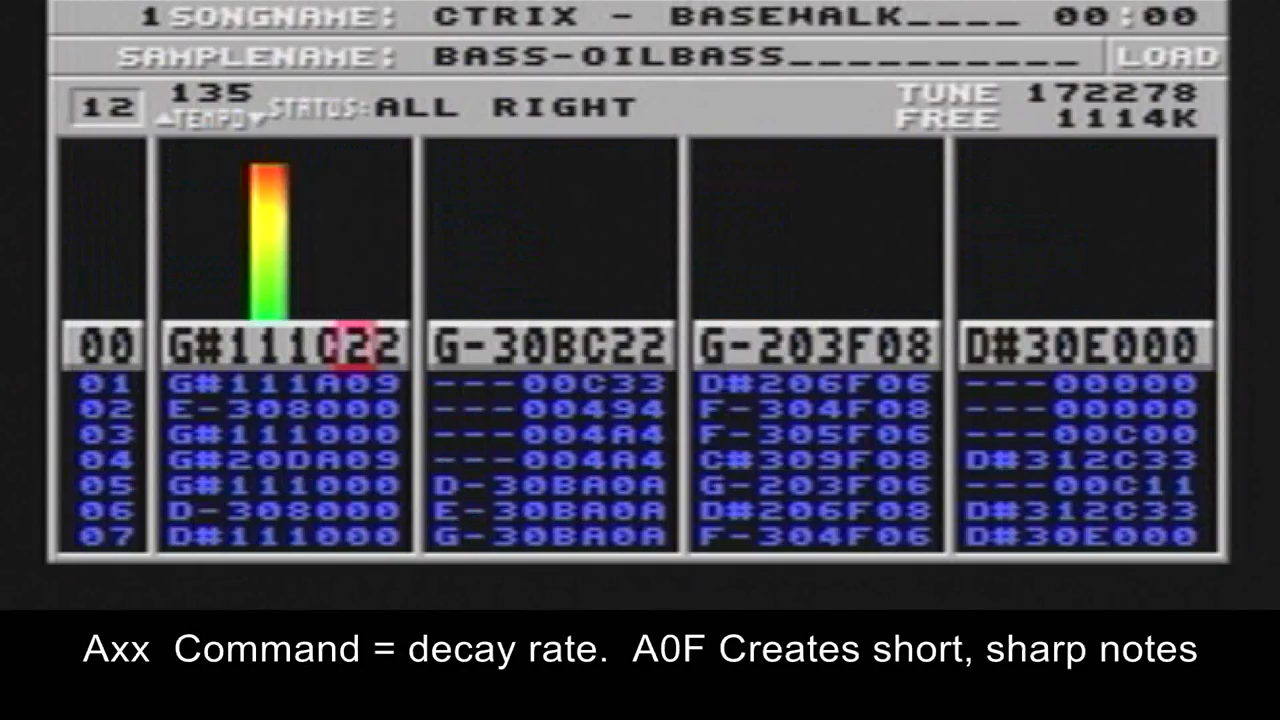 1 SONGNAME: CTRIX - BASEWALK____ 00:00
SAMPLENAME: BASS-OILBASS__________ LOAD
12 135 TEMPO STATUS: ALL RIGHT TUNE 172278
FREE 1114K
00 G#111C22 G-30BC22 G-203F08 D#30E000
01 G#111A09 ---00C33 D#206F06 ---00000
02 E-308000 ---00494 F-304F08 ---00000
03 G#111000 ---004A4 F-305F06 ---00C00
04 G#20DA09 ---004A4 C#309F08 D#312C33
05 G#111000 D-30BA0A G-203F06 ---00C11
06 D-308000 E-30BA0A D#206F08 D#312C33
07 D#111000 G-30BA0A F-304F06 D#30E000
Axx Command = decay rate. A0F Creates short, sharp notes